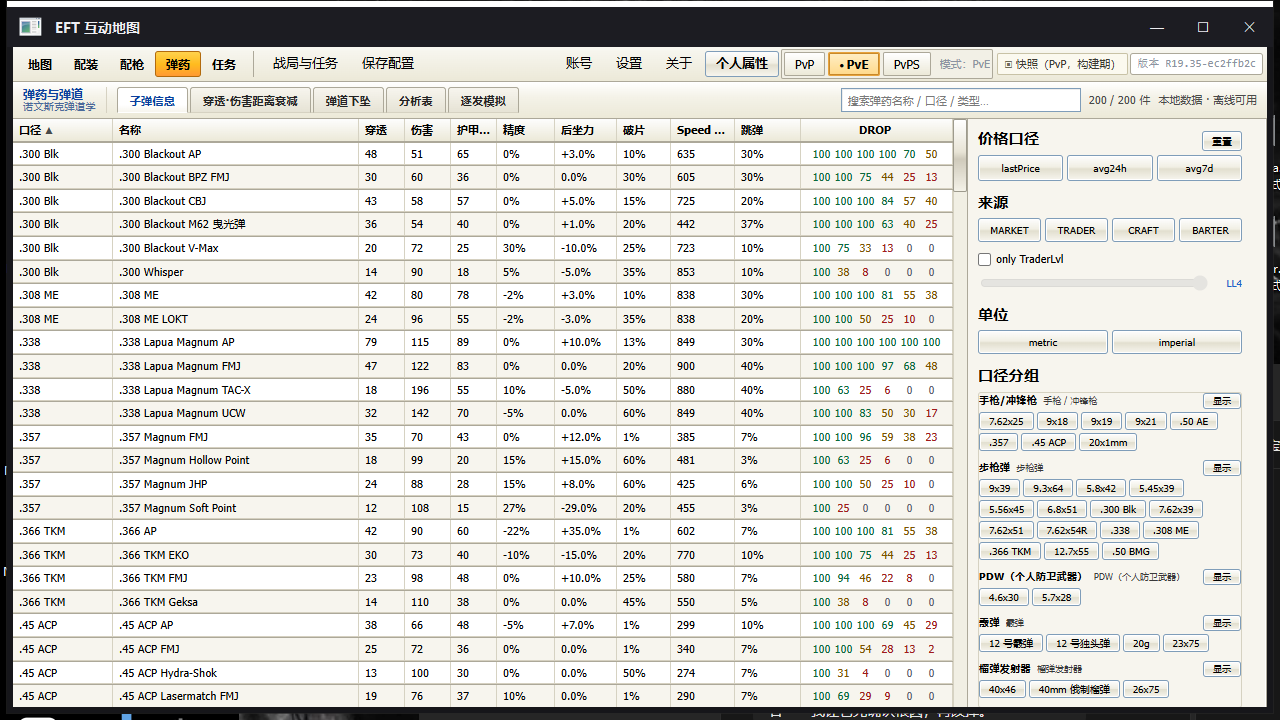 EFT 互动地图
地图 配装 配枪 弹药 任务 战局与任务 保存配置 账号 设置 关于 个人属性 PvP • PvE PvPS 模式：PvE 快照（PvP，构建期） 版本 R19.35-ec2ffb2c
弹药与弹道
诺文斯克弹道学
子弹信息 穿透·伤害距离衰减 弹道下坠 分析表 逐发模拟 搜索弹药名称 / 口径 / 类型... 200 / 200 件 本地数据 · 离线可用
口径 ▲ 名称 穿透 伤害 护甲... 精度 后坐力 破片 Speed ... 跳弹 DROP
.300 Blk .300 Blackout AP 48 51 65 0% +3.0% 10% 635 30% 100 100 100 100 70 50
.300 Blk .300 Blackout BPZ FMJ 30 60 36 0% 0.0% 30% 605 30% 100 100 75 44 25 13
.300 Blk .300 Blackout CBJ 43 58 57 0% +5.0% 15% 725 20% 100 100 100 84 57 40
.300 Blk .300 Blackout M62 曳光弹 36 54 40 0% +1.0% 20% 442 37% 100 100 100 63 40 25
.300 Blk .300 Blackout V-Max 20 72 25 30% -10.0% 25% 723 10% 100 75 33 13 0 0
.300 Blk .300 Whisper 14 90 18 5% -5.0% 35% 853 10% 100 38 8 0 0 0
.308 ME .308 ME 42 80 78 -2% +3.0% 10% 838 30% 100 100 100 81 55 38
.308 ME .308 ME LOKT 24 96 55 -2% -3.0% 35% 838 20% 100 100 50 25 10 0
.338 .338 Lapua Magnum AP 79 115 89 0% +10.0% 13% 849 30% 100 100 100 100 100 100
.338 .338 Lapua Magnum FMJ 47 122 83 0% 0.0% 20% 900 40% 100 100 100 97 68 48
.338 .338 Lapua Magnum TAC-X 18 196 55 10% -5.0% 50% 880 40% 100 63 25 6 0 0
.338 .338 Lapua Magnum UCW 32 142 70 -5% 0.0% 60% 849 40% 100 100 83 50 30 17
.357 .357 Magnum FMJ 35 70 43 0% +12.0% 1% 385 7% 100 100 96 59 38 23
.357 .357 Magnum Hollow Point 18 99 20 15% +15.0% 60% 481 3% 100 63 25 6 0 0
.357 .357 Magnum JHP 24 88 28 15% +8.0% 60% 425 6% 100 100 50 25 10 0
.357 .357 Magnum Soft Point 12 108 15 27% -29.0% 20% 455 3% 100 25 0 0 0 0
.366 TKM .366 AP 42 90 60 -22% +35.0% 1% 602 7% 100 100 100 81 55 38
.366 TKM .366 TKM EKO 30 73 40 -10% -15.0% 20% 770 10% 100 100 75 44 25 13
.366 TKM .366 TKM FMJ 23 98 48 0% +10.0% 25% 580 7% 100 94 46 22 8 0
.366 TKM .366 TKM Geksa 14 110 38 0% 0.0% 45% 550 5% 100 38 8 0 0 0
.45 ACP .45 ACP AP 38 66 48 -5% +7.0% 1% 299 10% 100 100 100 69 45 29
.45 ACP .45 ACP FMJ 25 72 36 0% 0.0% 1% 340 7% 100 100 54 28 13 2
.45 ACP .45 ACP Hydra-Shok 13 100 30 0% 0.0% 50% 274 7% 100 31 4 0 0 0
.45 ACP .45 ACP Lasermatch FMJ 19 76 37 10% 0.0% 1% 290 7% 100 69 29 9 0 0
价格口径 重置
lastPrice avg24h avg7d
来源
MARKET TRADER CRAFT BARTER
only TraderLvl
LL4
单位
metric imperial
口径分组
手枪/冲锋枪 手枪 / 冲锋枪 显示
7.62x25 9x18 9x19 9x21 .50 AE
.357 .45 ACP 20x1mm
步枪弹 步枪弹 显示
9x39 9.3x64 5.8x42 5.45x39
5.56x45 6.8x51 .300 Blk 7.62x39
7.62x51 7.62x54R .338 .308 ME
.366 TKM 12.7x55 .50 BMG
PDW（个人防卫武器） PDW（个人防卫武器） 显示
4.6x30 5.7x28
霰弹 霰弹 显示
12 号霰弹 12 号独头弹 20g 23x75
榴弹发射器 榴弹发射器 显示
40x46 40mm 俄制榴弹 26x75